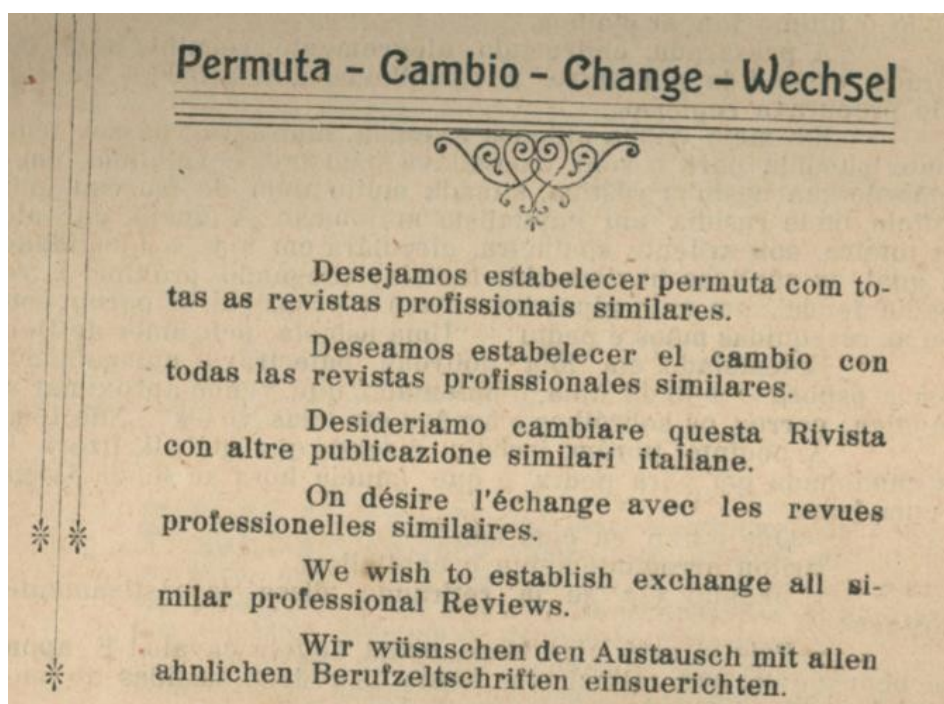 Permuta – Cambio – Change – Wechsel
Desejamos estabelecer permuta com to-
tas as revistas profissionais similares.
Deseamos estabelecer el cambio con
todas las revistas profissionales similares.
Desideriamo cambiare questa Rivista
con altre publicazione similari italiane.
On désire l'échange avec les revues
professionelles similaires.
We wish to establish exchange all si-
milar professional Reviews.
Wir wüsnschen den Austausch mit allen
ahnlichen Berufzeltschriften einsuerichten.